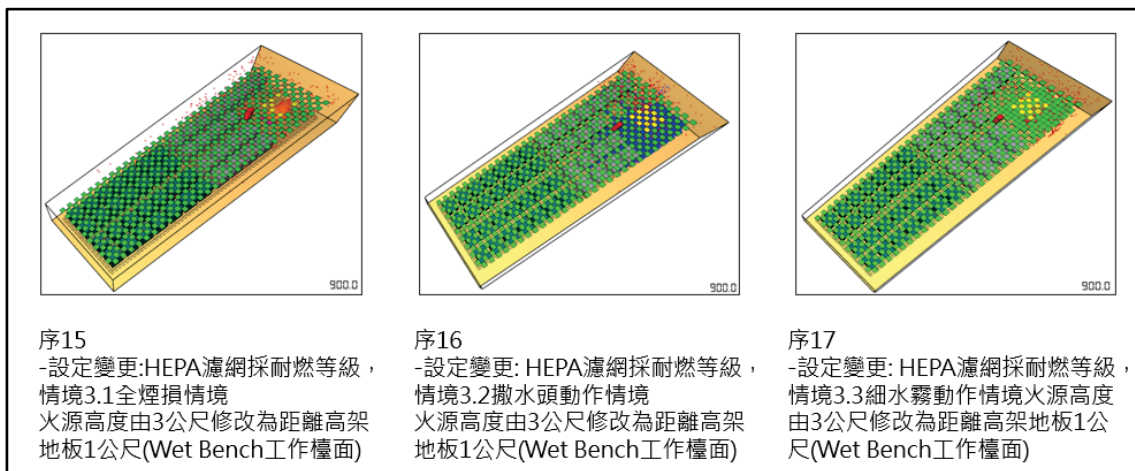 900.0
900.0
900.0
序15
-設定變更:HEPA濾網採耐燃等級，
情境3.1全煙損情境
火源高度由3公尺修改為距離高架
地板1公尺(Wet Bench工作檯面)
序16
-設定變更: HEPA濾網採耐燃等級，
情境3.2撒水頭動作情境
火源高度由3公尺修改為距離高架
地板1公尺(Wet Bench工作檯面)
序17
-設定變更: HEPA濾網採耐燃等級，
情境3.3細水霧動作情境火源高度
由3公尺修改為距離高架地板1公
尺(Wet Bench工作檯面)